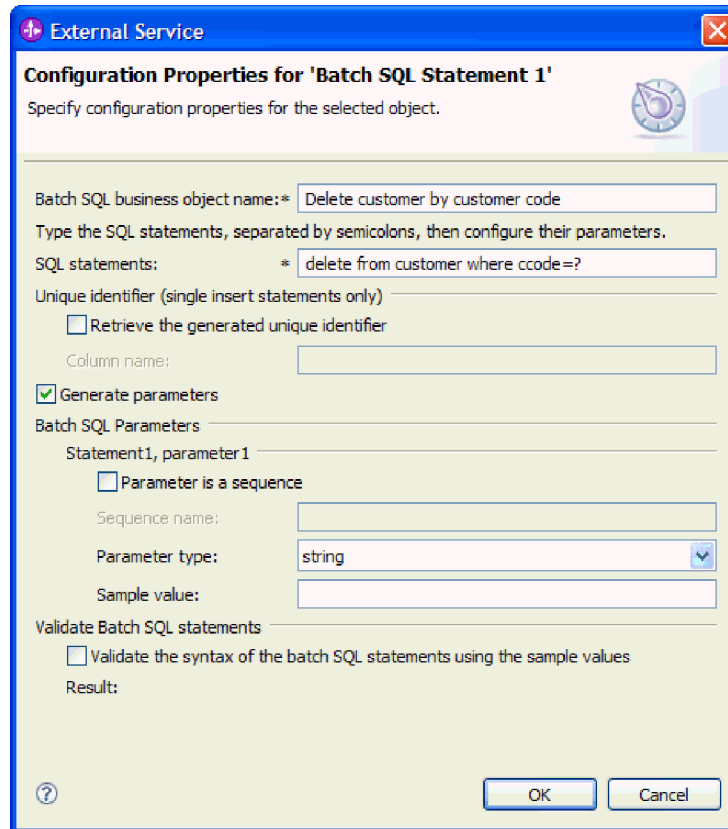 External Service
Configuration Properties for 'Batch SQL Statement 1'
Specify configuration properties for the selected object.
Batch SQL business object name:* Delete customer by customer code
Type the SQL statements, separated by semicolons, then configure their parameters.
SQL statements: * delete from customer where ccode=?
Unique identifier (single insert statements only)
Retrieve the generated unique identifier
Column name:
Generate parameters
Batch SQL Parameters
Statement1, parameter1
Parameter is a sequence
Sequence name:
Parameter type: string
Sample value:
Validate Batch SQL statements
Validate the syntax of the batch SQL statements using the sample values
Result:
? OK Cancel